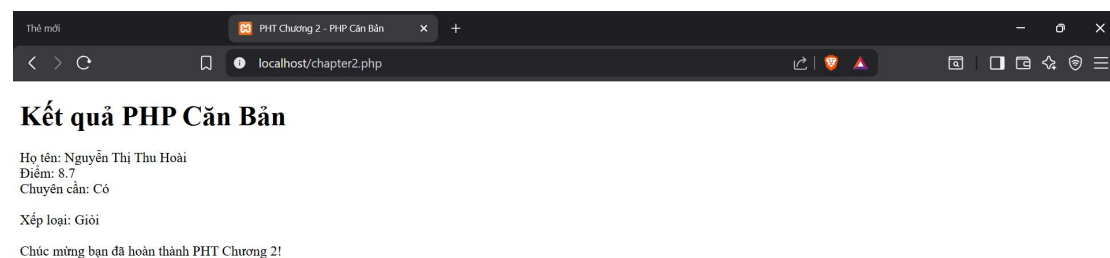 Thẻ mới
PHT Chương 2 - PHP Căn Bản
localhost/chapter2.php
Kết quả PHP Căn Bản
Họ tên: Nguyễn Thị Thu Hoài
Điểm: 8.7
Chuyên cần: Có
Xếp loại: Giỏi
Chúc mừng bạn đã hoàn thành PHT Chương 2!